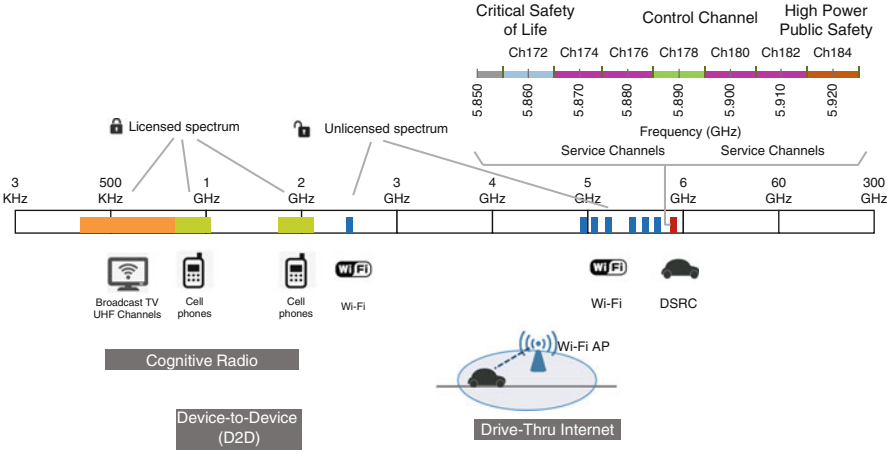 Critical Safety
of Life
Control Channel
High Power
Public Safety
Ch172 Ch174 Ch176 Ch178 Ch180 Ch182 Ch184
5.850 5.860 5.870 5.880 5.890 5.900 5.910 5.920
Frequency (GHz)
Service Channels Service Channels
Licensed spectrum
Unlicensed spectrum
3 500 1 2 3 4 5 6 60 300
KHz KHz GHz GHz GHz GHz GHz GHz GHz GHz
Wi Fi
Wi Fi
Broadcast TV
UHF Channels
Cell
phones
Cell
phones
Wi-Fi
Wi-Fi
DSRC
Wi-Fi AP
Cognitive Radio
Device-to-Device
(D2D)
Drive-Thru Internet